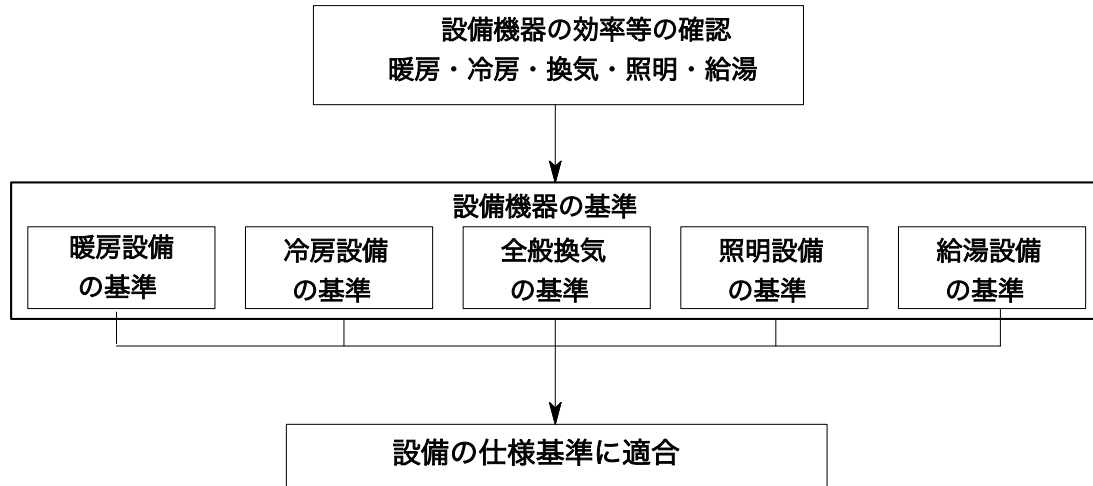 設備機器の効率等の確認
暖房・冷房・換気・照明・給湯
設備機器の基準
暖房設備
の基準
冷房設備
の基準
全般換気
の基準
照明設備
の基準
給湯設備
の基準
設備の仕様基準に適合